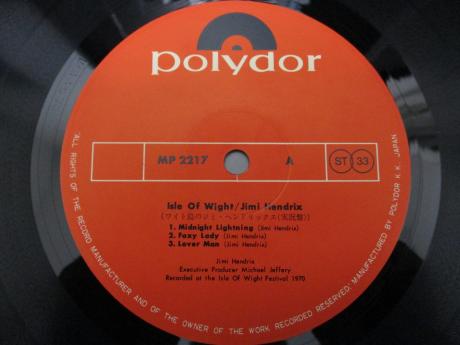 polydor
MP 2217
A
ST 33
Isle Of Wight/Jimi Hendrix
(ワイト島のジミ・ヘンドリックス(実況盤))
1. Midnight Lightning (Jimi Hendrix)
2. Foxy Lady (Jimi Hendrix)
3. Lover Man (Jimi Hendrix)
Jimi Hendrix
Executive Producer Michael Jeffery
Recorded at the Isle Of Wight Festival 1970
ALL RIGHTS OF THE RECORD MANUFACTURER AND OF THE OWNER OF THE WORK RECORDED RESERVED; MANUFACTURED BY POLYDOR K.K. JAPAN